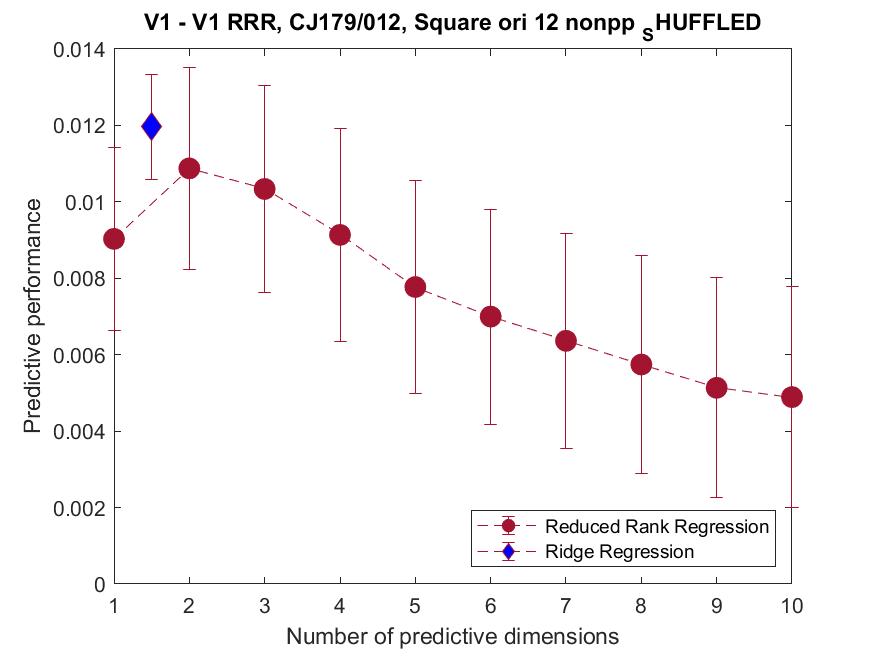 V1 - V1 RRR, CJ179/012, Square ori 12 nonpp SHUFFLED
0.014
0.012
0.01
0.008
0.006
0.004
0.002
0
Predictive performance
Reduced Rank Regression
Ridge Regression
1 2 3 4 5 6 7 8 9 10
Number of predictive dimensions